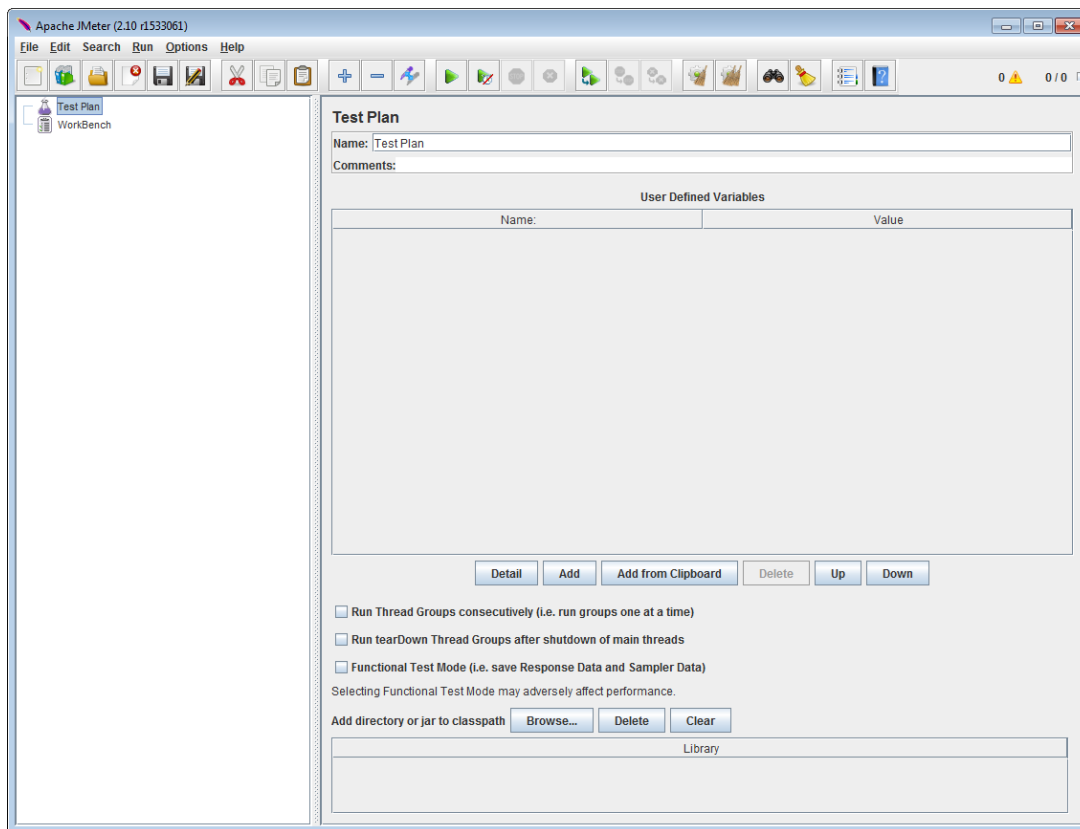 Apache JMeter (2.10 r1533061)
File Edit Search Run Options Help
0 0 / 0
Test Plan
WorkBench
Test Plan
Name: Test Plan
Comments:
User Defined Variables
Name: Value
Detail Add Add from Clipboard Delete Up Down
Run Thread Groups consecutively (i.e. run groups one at a time)
Run tearDown Thread Groups after shutdown of main threads
Functional Test Mode (i.e. save Response Data and Sampler Data)
Selecting Functional Test Mode may adversely affect performance.
Add directory or jar to classpath Browse... Delete Clear
Library